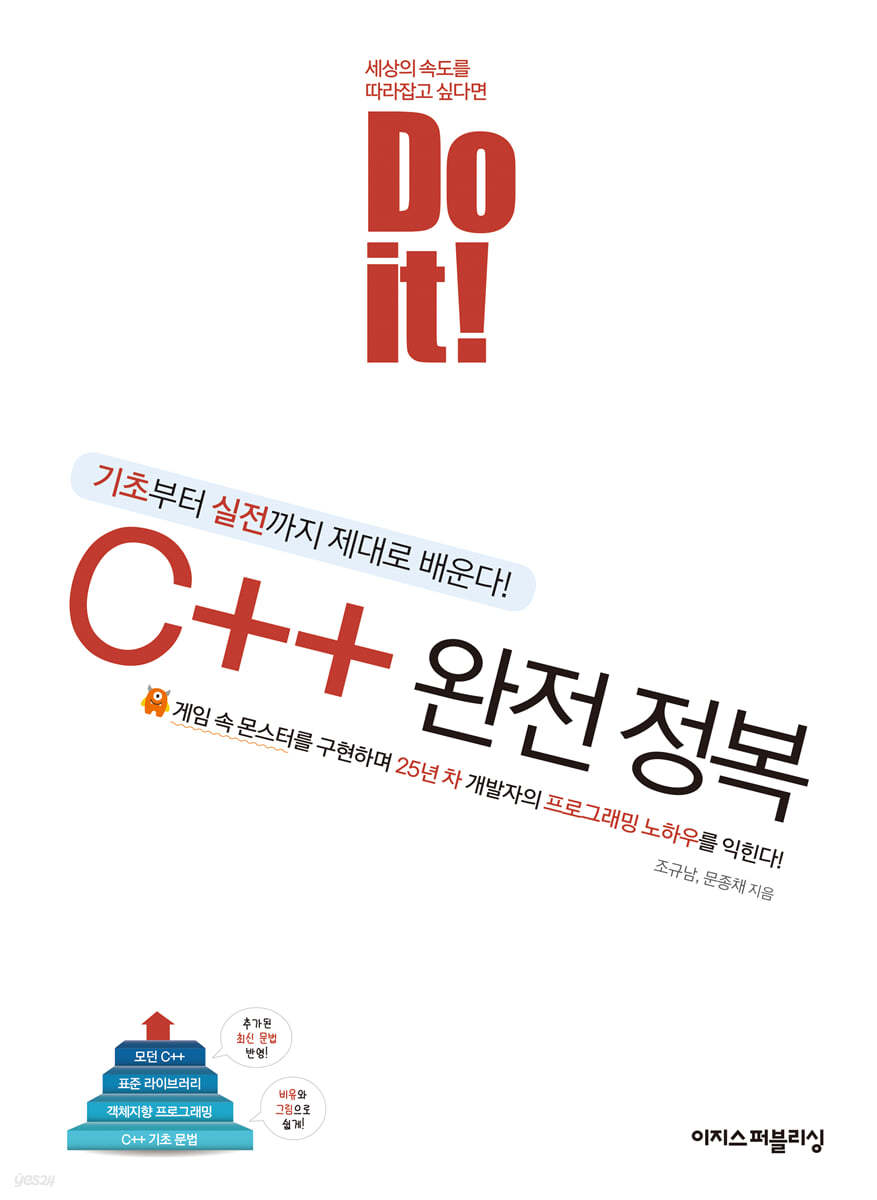 세상의 속도를
따라잡고 싶다면
Do
it!
기초부터 실전까지 제대로 배운다!
C++ 완전 정복
게임 속 몬스터를 구현하며 25년 차 개발자의 프로그래밍 노하우를 익힌다!
조규남, 문종채 지음
추가된
최신 문법
반영!
모던 C++
표준 라이브러리
비유와
그림으로
쉽게!
객체지향 프로그래밍
C++ 기초 문법
이지스 퍼블리싱
yes24